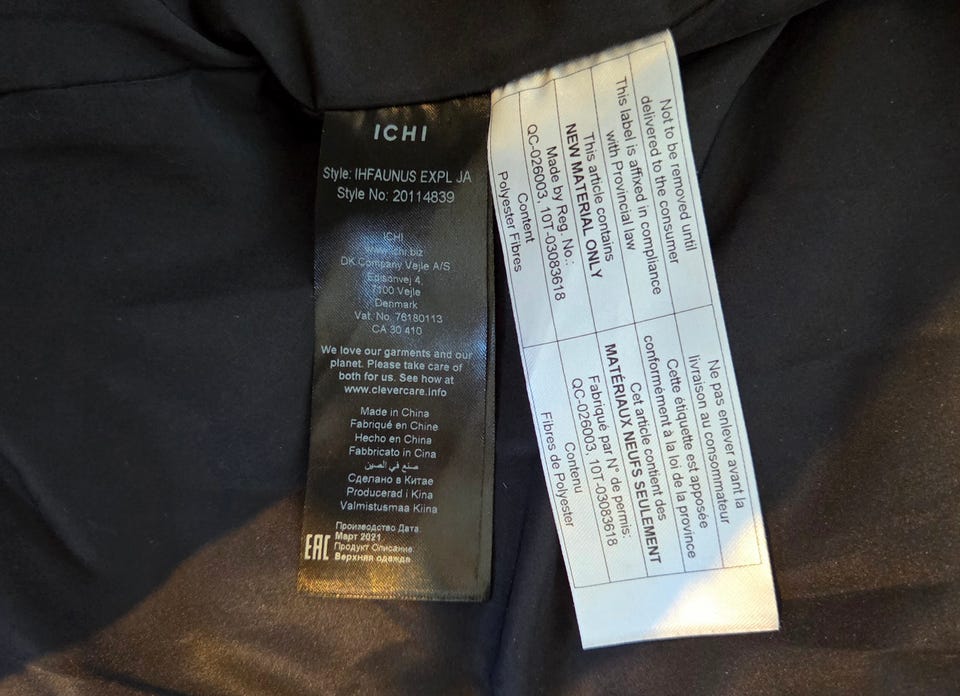 ICHI
Style: IHFAUNUS EXPL JA
Style No: 20114839
ICHI
DK Company Vejle A/S
Edisonvej 4,
7100 Vejle
Denmark
Vat. No. 76180113
CA 30 410
We love our garments and our
planet. Please take care of
both for us. See how at
www.clevercare.info
Made in China
Fabriqué en Chine
Hecho en China
Fabbricato in Cina
صنع في الصين
Сделано в Китае
Producerad i Kina
Valmistusmaa Kiina
Производство Дата
Март 2021
Продукт Описание
Верхняя одежда
EAC
Not to be removed until
delivered to the consumer
This label is affixed in compliance
with Provincial law
This article contains
NEW MATERIAL ONLY
Made by Reg. No.:
QC-026003, 10T-03083618
Content
Polyester Fibres
Ne pas enlever avant la
livraison au consommateur
Cette étiquette est apposée
conformément à la loi de la province
Cet article contient des
MATÉRIAUX NEUFS SEULEMENT
Fabriqué par N° de permis:
QC-026003, 10T-03083618
Contenu
Fibres de Polyester